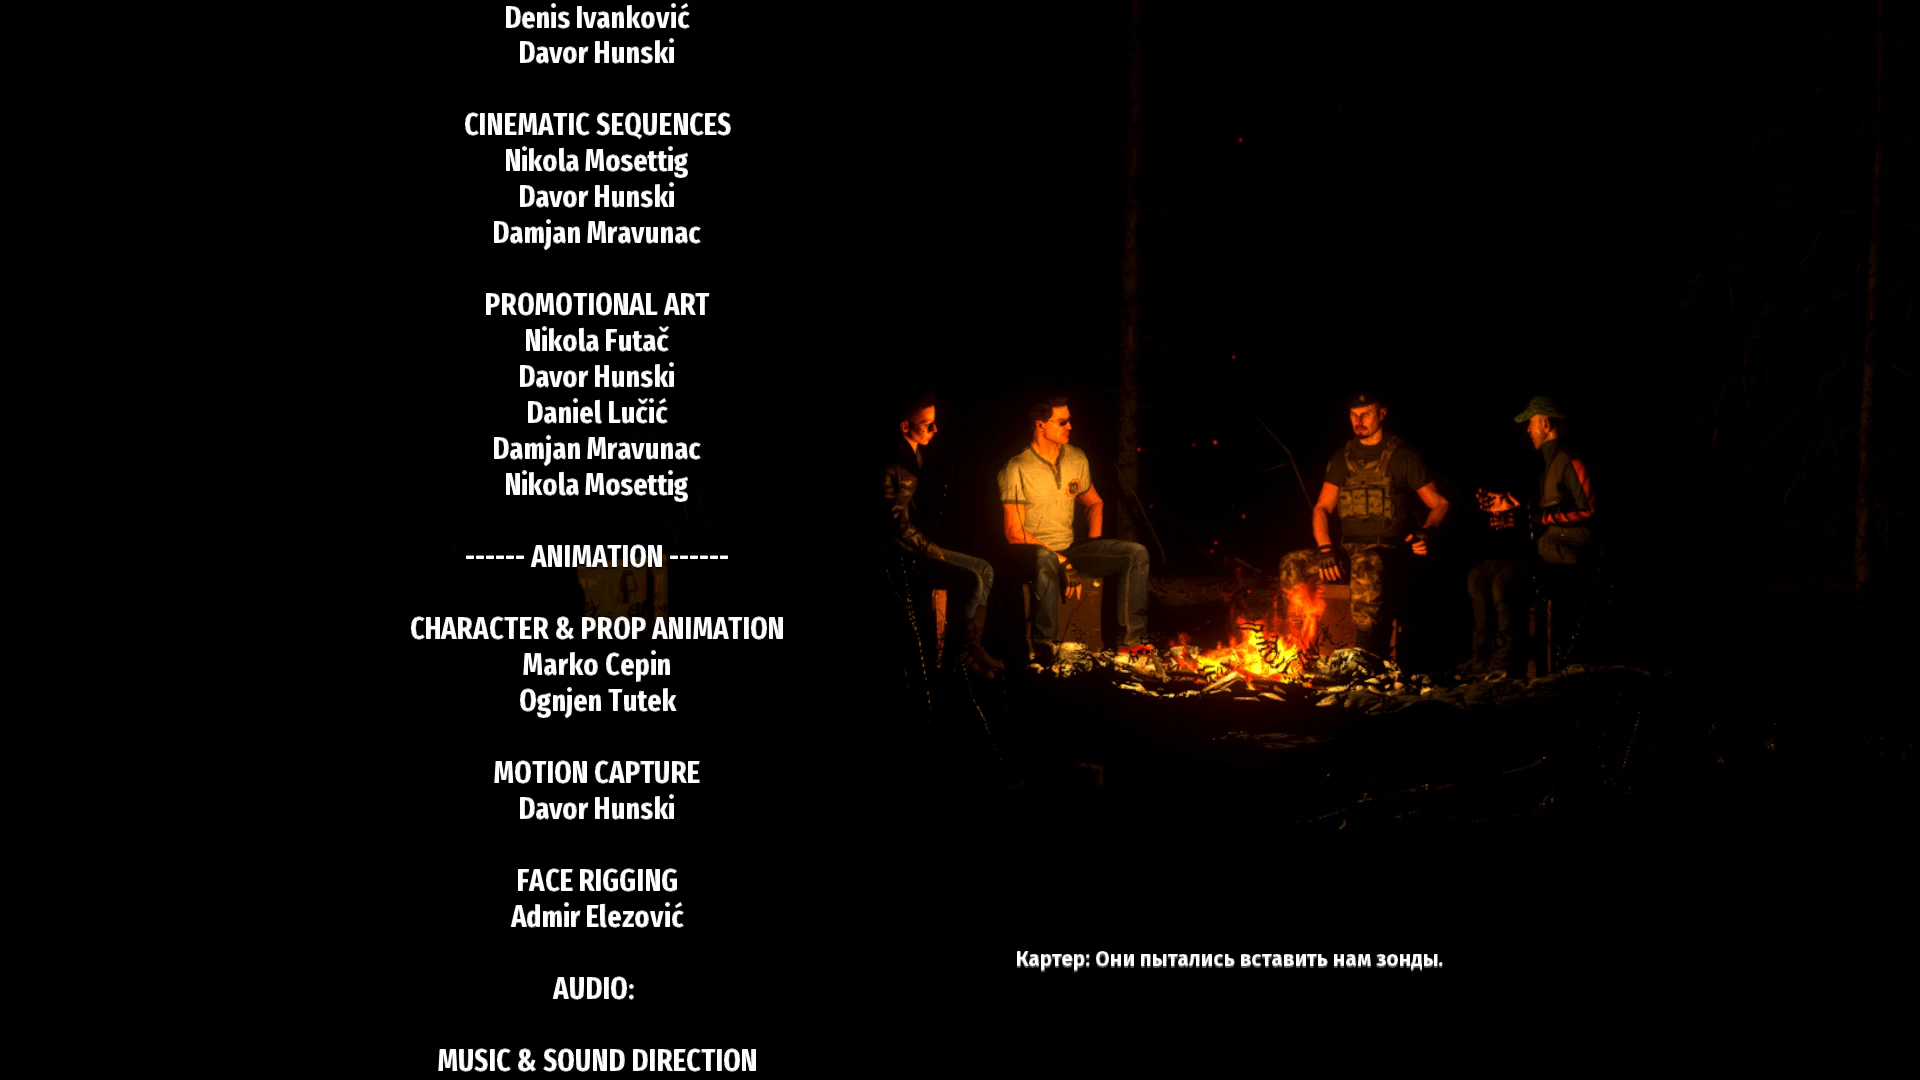 Denis Ivanković
Davor Hunski
CINEMATIC SEQUENCES
Nikola Mosettig
Davor Hunski
Damjan Mravunac
PROMOTIONAL ART
Nikola Futač
Davor Hunski
Daniel Lučić
Damjan Mravunac
Nikola Mosettig
------ ANIMATION ------
CHARACTER & PROP ANIMATION
Marko Cepin
Ognjen Tutek
MOTION CAPTURE
Davor Hunski
FACE RIGGING
Admir Elezović
AUDIO:
MUSIC & SOUND DIRECTION
Картер: Они пытались вставить нам зонды.